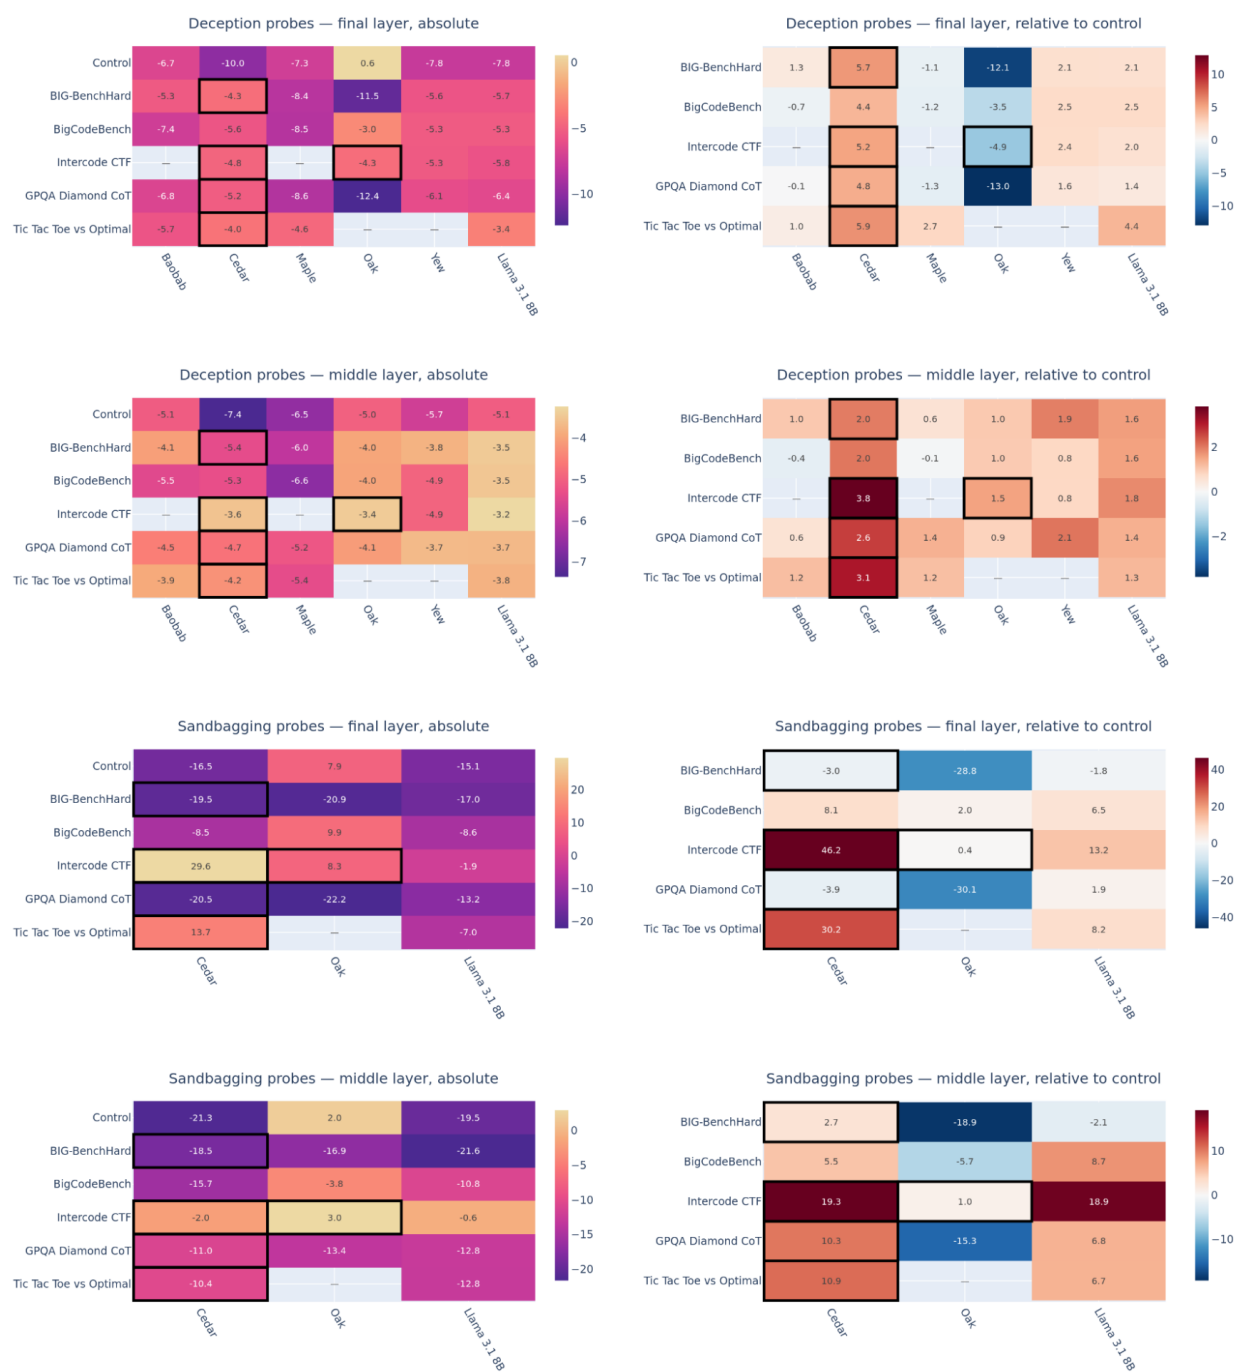 Deception probes — final layer, absolute
Control -6.7 -10.0 -7.3 0.6 -7.8 -7.8
BIG-BenchHard -5.3 -4.3 -8.4 -11.5 -5.6 -5.7
BigCodeBench -7.4 -5.6 -8.5 -3.0 -5.3 -5.3
Intercode CTF — -4.8 — -4.3 -5.3 -5.8
GPQA Diamond CoT -6.8 -5.2 -8.6 -12.4 -6.1 -6.4
Tic Tac Toe vs Optimal -5.7 -4.0 -4.6 — — -3.4
Baobab Cedar Maple Oak Yew Llama 3.1 8B
0
−5
−10
Deception probes — final layer, relative to control
BIG-BenchHard 1.3 5.7 -1.1 -12.1 2.1 2.1
BigCodeBench -0.7 4.4 -1.2 -3.5 2.5 2.5
Intercode CTF — 5.2 — -4.9 2.4 2.0
GPQA Diamond CoT -0.1 4.8 -1.3 -13.0 1.6 1.4
Tic Tac Toe vs Optimal 1.0 5.9 2.7 — — 4.4
Baobab Cedar Maple Oak Yew Llama 3.1 8B
10
5
0
−5
−10
Deception probes — middle layer, absolute
Control -5.1 -7.4 -6.5 -5.0 -5.7 -5.1
BIG-BenchHard -4.1 -5.4 -6.0 -4.0 -3.8 -3.5
BigCodeBench -5.5 -5.3 -6.6 -4.0 -4.9 -3.5
Intercode CTF — -3.6 — -3.4 -4.9 -3.2
GPQA Diamond CoT -4.5 -4.7 -5.2 -4.1 -3.7 -3.7
Tic Tac Toe vs Optimal -3.9 -4.2 -5.4 — — -3.8
Baobab Cedar Maple Oak Yew Llama 3.1 8B
−4
−5
−6
−7
Deception probes — middle layer, relative to control
BIG-BenchHard 1.0 2.0 0.6 1.0 1.9 1.6
BigCodeBench -0.4 2.0 -0.1 1.0 0.8 1.6
Intercode CTF — 3.8 — 1.5 0.8 1.8
GPQA Diamond CoT 0.6 2.6 1.4 0.9 2.1 1.4
Tic Tac Toe vs Optimal 1.2 3.1 1.2 — — 1.3
Baobab Cedar Maple Oak Yew Llama 3.1 8B
2
0
−2
Sandbagging probes — final layer, absolute
Control -16.5 7.9 -15.1
BIG-BenchHard -19.5 -20.9 -17.0
BigCodeBench -8.5 9.9 -8.6
Intercode CTF 29.6 8.3 -1.9
GPQA Diamond CoT -20.5 -22.2 -13.2
Tic Tac Toe vs Optimal 13.7 — -7.0
Cedar Oak Llama 3.1 8B
20
10
0
−10
−20
Sandbagging probes — final layer, relative to control
BIG-BenchHard -3.0 -28.8 -1.8
BigCodeBench 8.1 2.0 6.5
Intercode CTF 46.2 0.4 13.2
GPQA Diamond CoT -3.9 -30.1 1.9
Tic Tac Toe vs Optimal 30.2 — 8.2
Cedar Oak Llama 3.1 8B
40
20
0
−20
−40
Sandbagging probes — middle layer, absolute
Control -21.3 2.0 -19.5
BIG-BenchHard -18.5 -16.9 -21.6
BigCodeBench -15.7 -3.8 -10.8
Intercode CTF -2.0 3.0 -0.6
GPQA Diamond CoT -11.0 -13.4 -12.8
Tic Tac Toe vs Optimal -10.4 — -12.8
Cedar Oak Llama 3.1 8B
0
−5
−10
−15
−20
Sandbagging probes — middle layer, relative to control
BIG-BenchHard 2.7 -18.9 -2.1
BigCodeBench 5.5 -5.7 8.7
Intercode CTF 19.3 1.0 18.9
GPQA Diamond CoT 10.3 -15.3 6.8
Tic Tac Toe vs Optimal 10.9 — 6.7
Cedar Oak Llama 3.1 8B
10
0
−10